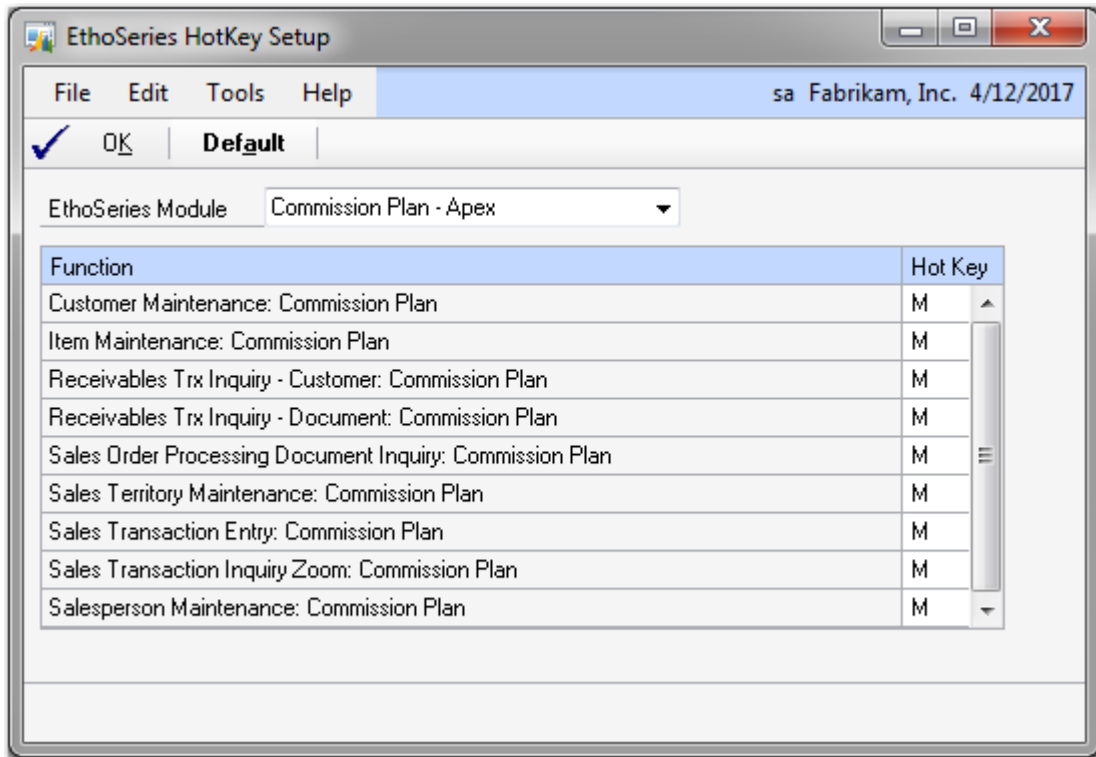 EthoSeries HotKey Setup
File Edit Tools Help sa Fabrikam, Inc. 4/12/2017
OK Default
EthoSeries Module Commission Plan - Apex
Function Hot Key
Customer Maintenance: Commission Plan M
Item Maintenance: Commission Plan M
Receivables Trx Inquiry - Customer: Commission Plan M
Receivables Trx Inquiry - Document: Commission Plan M
Sales Order Processing Document Inquiry: Commission Plan M
Sales Territory Maintenance: Commission Plan M
Sales Transaction Entry: Commission Plan M
Sales Transaction Inquiry Zoom: Commission Plan M
Salesperson Maintenance: Commission Plan M